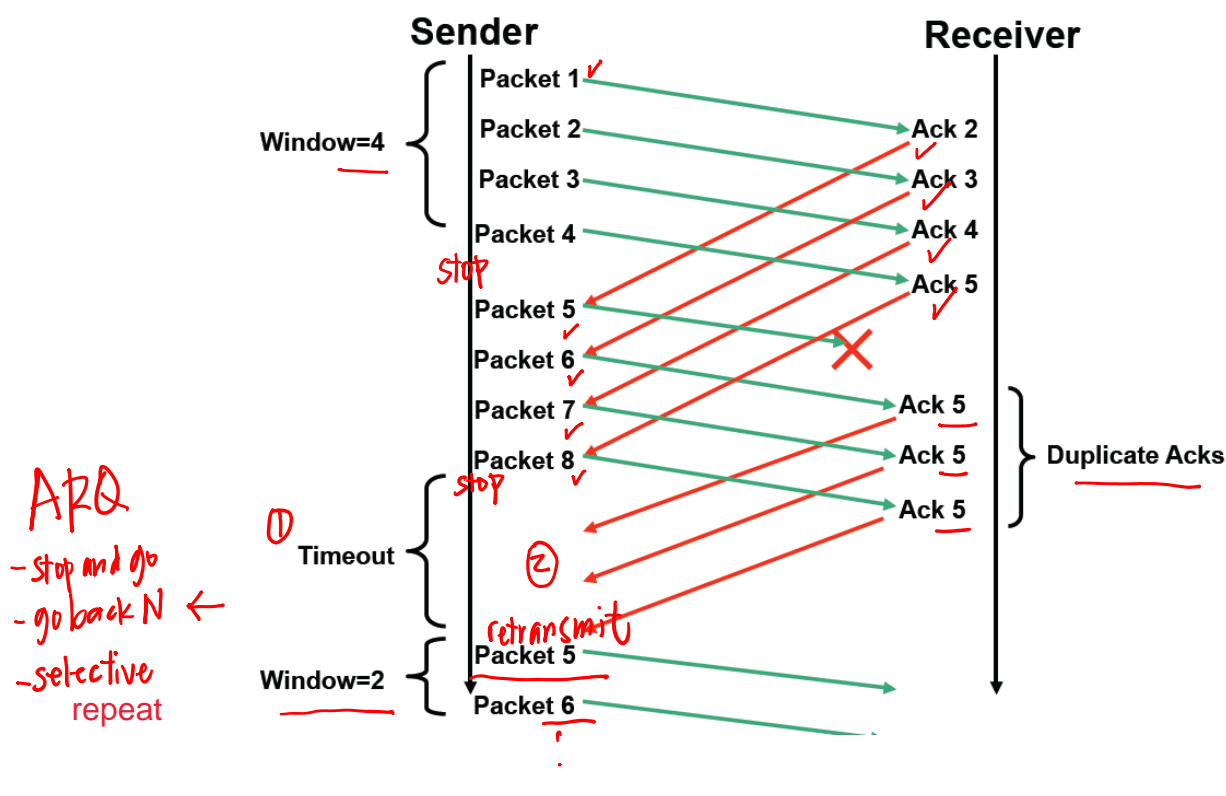 Sender
Receiver
Packet 1
Window=4
Packet 2
Packet 3
Packet 4
Ack 2
Ack 3
Ack 4
Ack 5
stop
Packet 5
Packet 6
Packet 7
Packet 8
stop
Ack 5
Ack 5
Ack 5
Duplicate Acks
ARQ
- stop and go
- go back N ←
- selective
repeat
①
Timeout
②
retransmit
Window=2
Packet 5
Packet 6